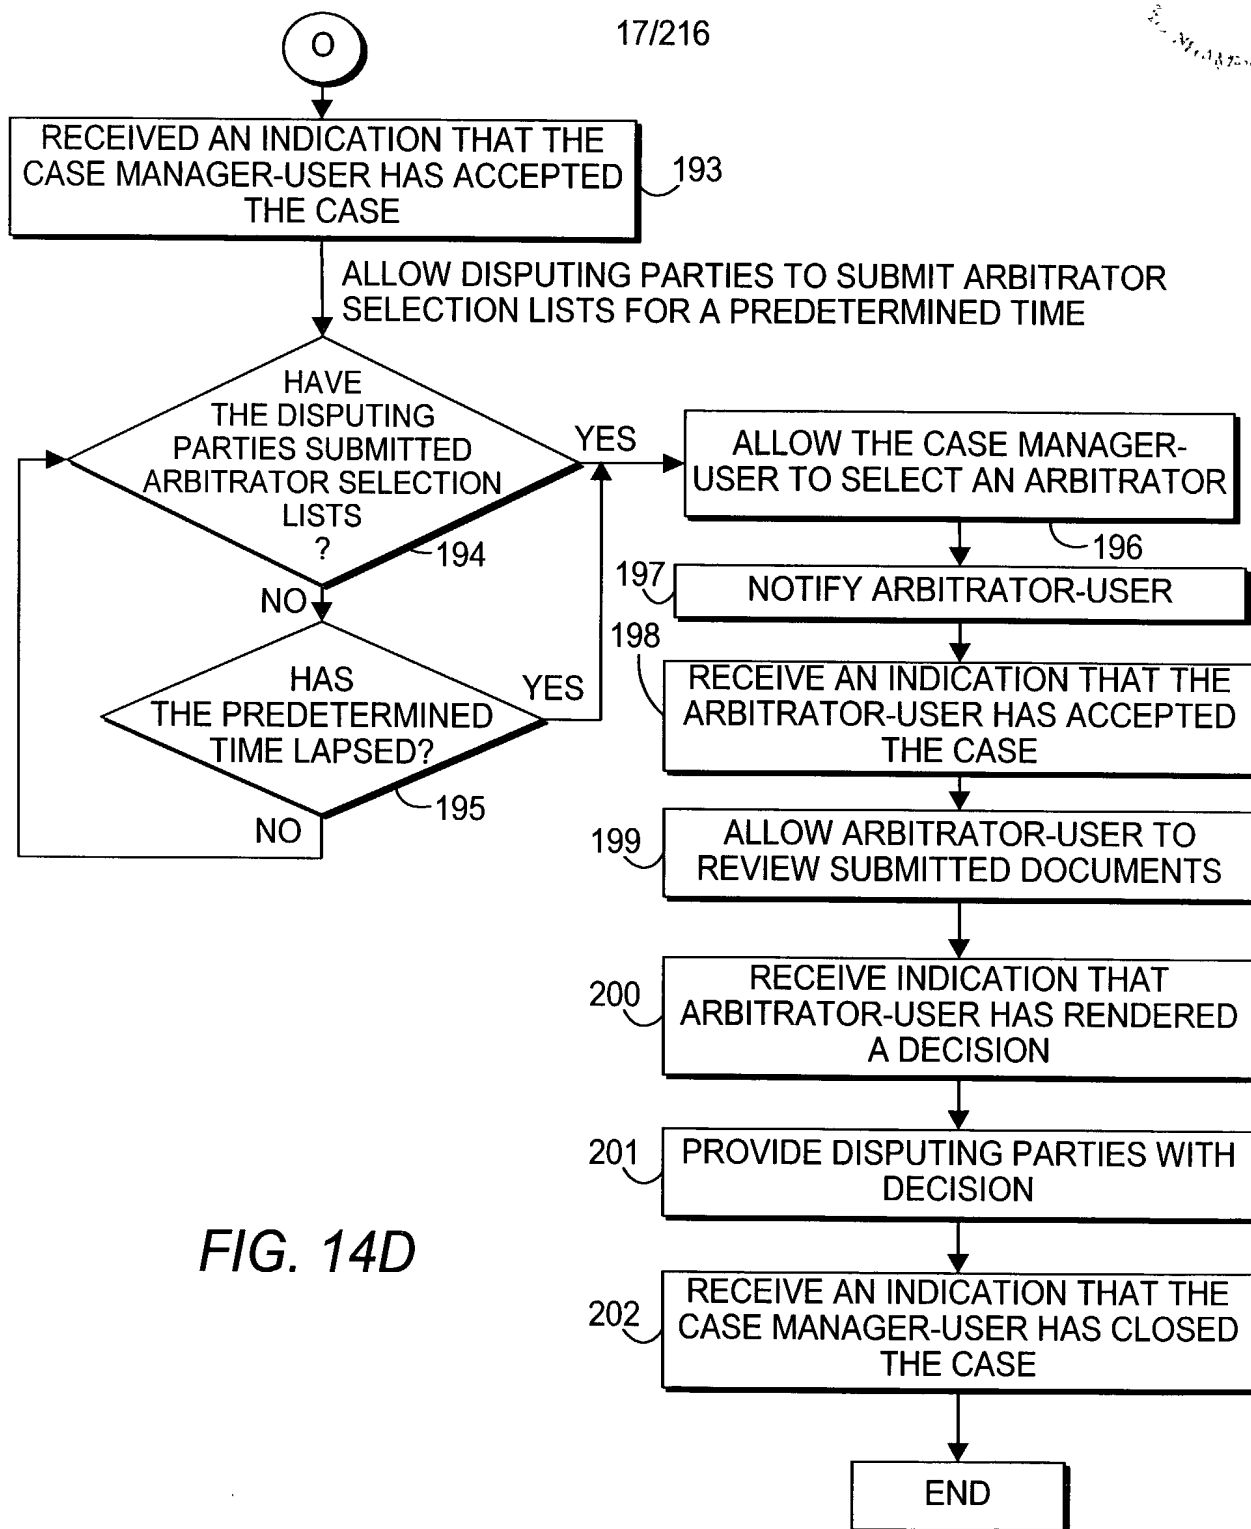 17/216
O
RECEIVED AN INDICATION THAT THE
CASE MANAGER-USER HAS ACCEPTED
THE CASE
193
ALLOW DISPUTING PARTIES TO SUBMIT ARBITRATOR
SELECTION LISTS FOR A PREDETERMINED TIME
HAVE
THE DISPUTING
PARTIES SUBMITTED
ARBITRATOR SELECTION
LISTS
?
194
YES
NO
HAS
THE PREDETERMINED
TIME LAPSED?
195
YES
NO
ALLOW THE CASE MANAGER-
USER TO SELECT AN ARBITRATOR
196
197
NOTIFY ARBITRATOR-USER
198
RECEIVE AN INDICATION THAT THE
ARBITRATOR-USER HAS ACCEPTED
THE CASE
199
ALLOW ARBITRATOR-USER TO
REVIEW SUBMITTED DOCUMENTS
200
RECEIVE INDICATION THAT
ARBITRATOR-USER HAS RENDERED
A DECISION
201
PROVIDE DISPUTING PARTIES WITH
DECISION
202
RECEIVE AN INDICATION THAT THE
CASE MANAGER-USER HAS CLOSED
THE CASE
END
FIG. 14D